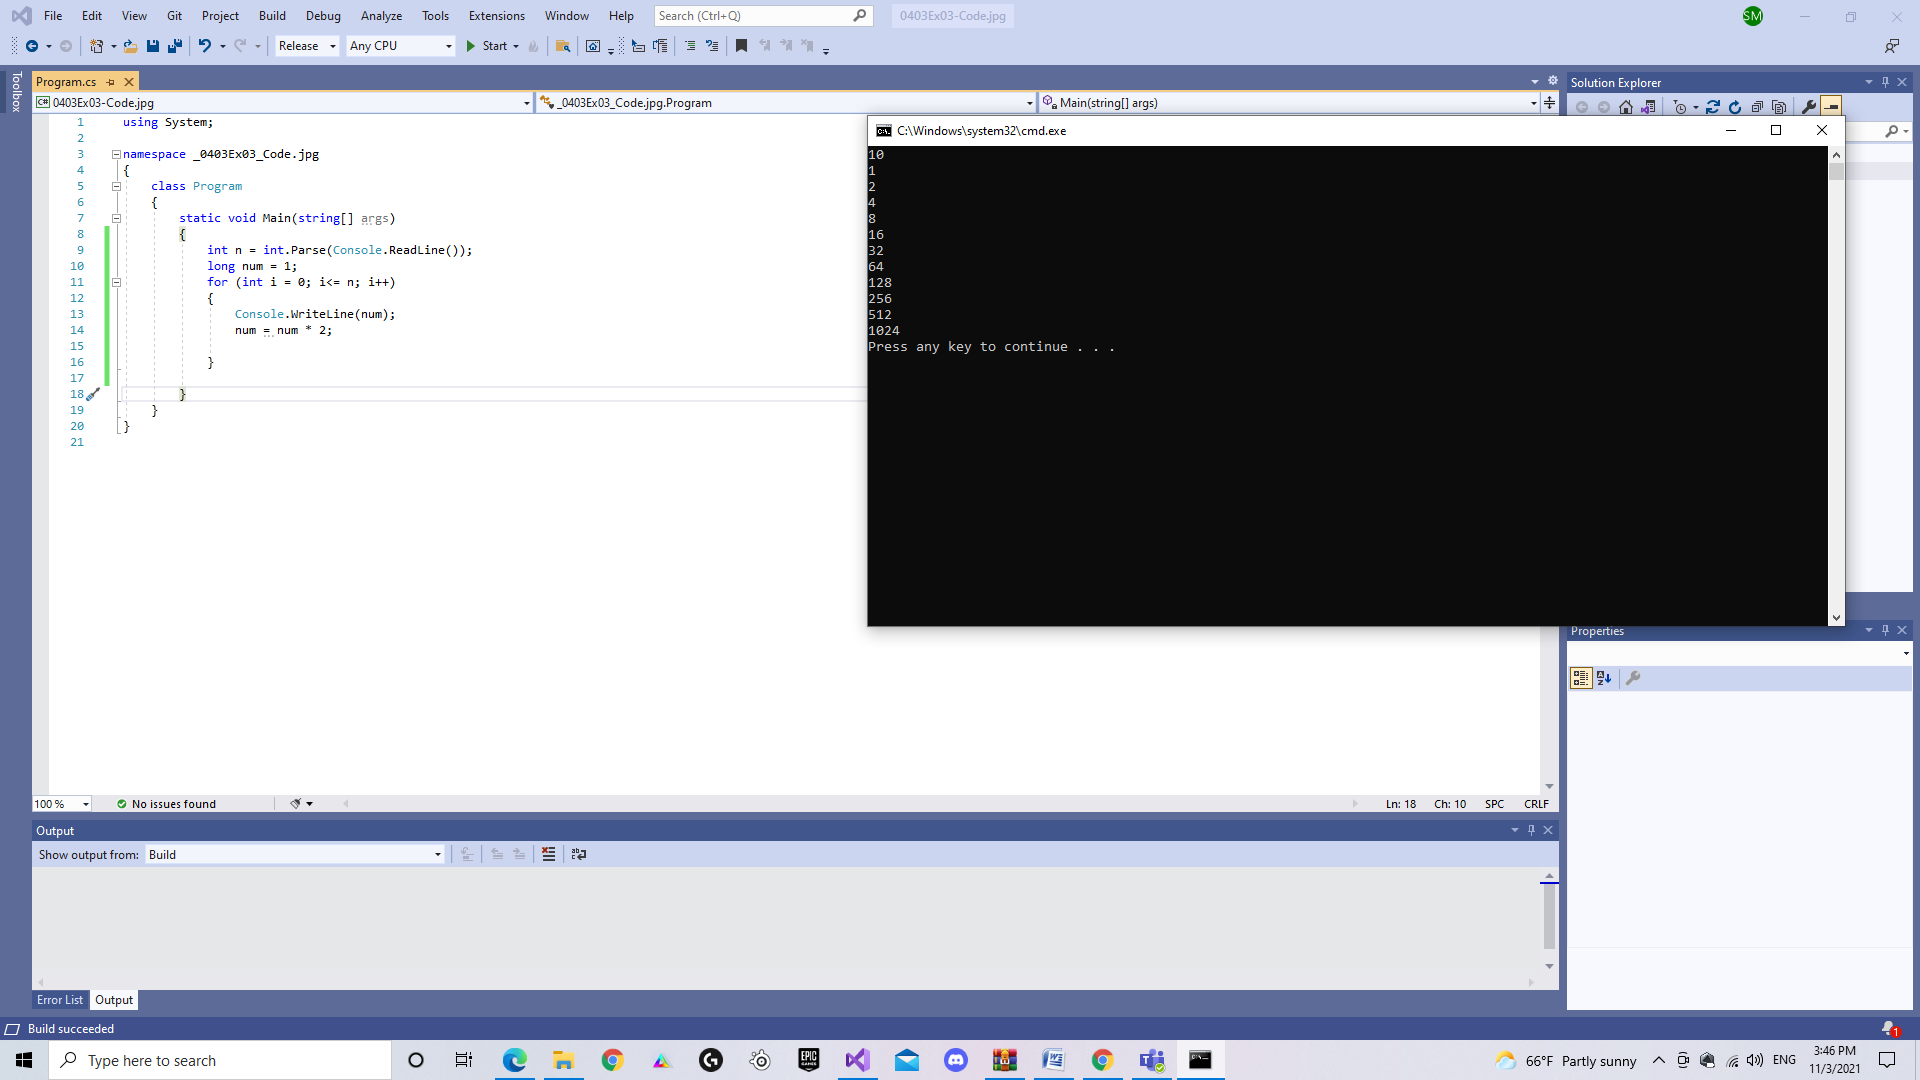 File Edit View Git Project Build Debug Analyze Tools Extensions Window Help Search (Ctrl+Q) 0403Ex03-Code.jpg SM
Release Any CPU Start
Toolbox
Program.cs
0403Ex03-Code.jpg _0403Ex03_Code.jpg.Program Main(string[] args)
1 using System;
2
3 namespace _0403Ex03_Code.jpg
4 {
5 class Program
6 {
7 static void Main(string[] args)
8 {
9 int n = int.Parse(Console.ReadLine());
10 long num = 1;
11 for (int i = 0; i<= n; i++)
12 {
13 Console.WriteLine(num);
14 num = num * 2;
15
16 }
17
18 }
19 }
20 }
21
C:\Windows\system32\cmd.exe
10
1
2
4
8
16
32
64
128
256
512
1024
Press any key to continue . . .
Solution Explorer
Properties
100 % No issues found Ln: 18 Ch: 10 SPC CRLF
Output
Show output from: Build
Error List Output
Build succeeded
1
Type here to search
EPIC GAMES
66°F Partly sunny ENG
3:46 PM
11/3/2021